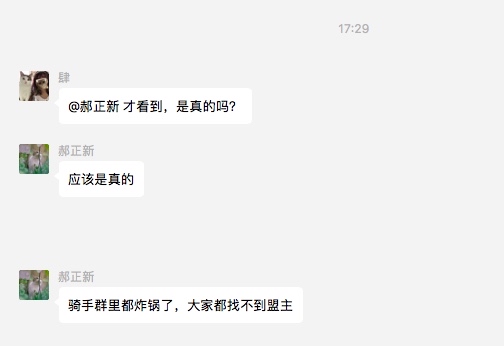 17:29
肆
@郝正新 才看到，是真的吗？
郝正新
应该是真的
郝正新
骑手群里都炸锅了，大家都找不到盟主